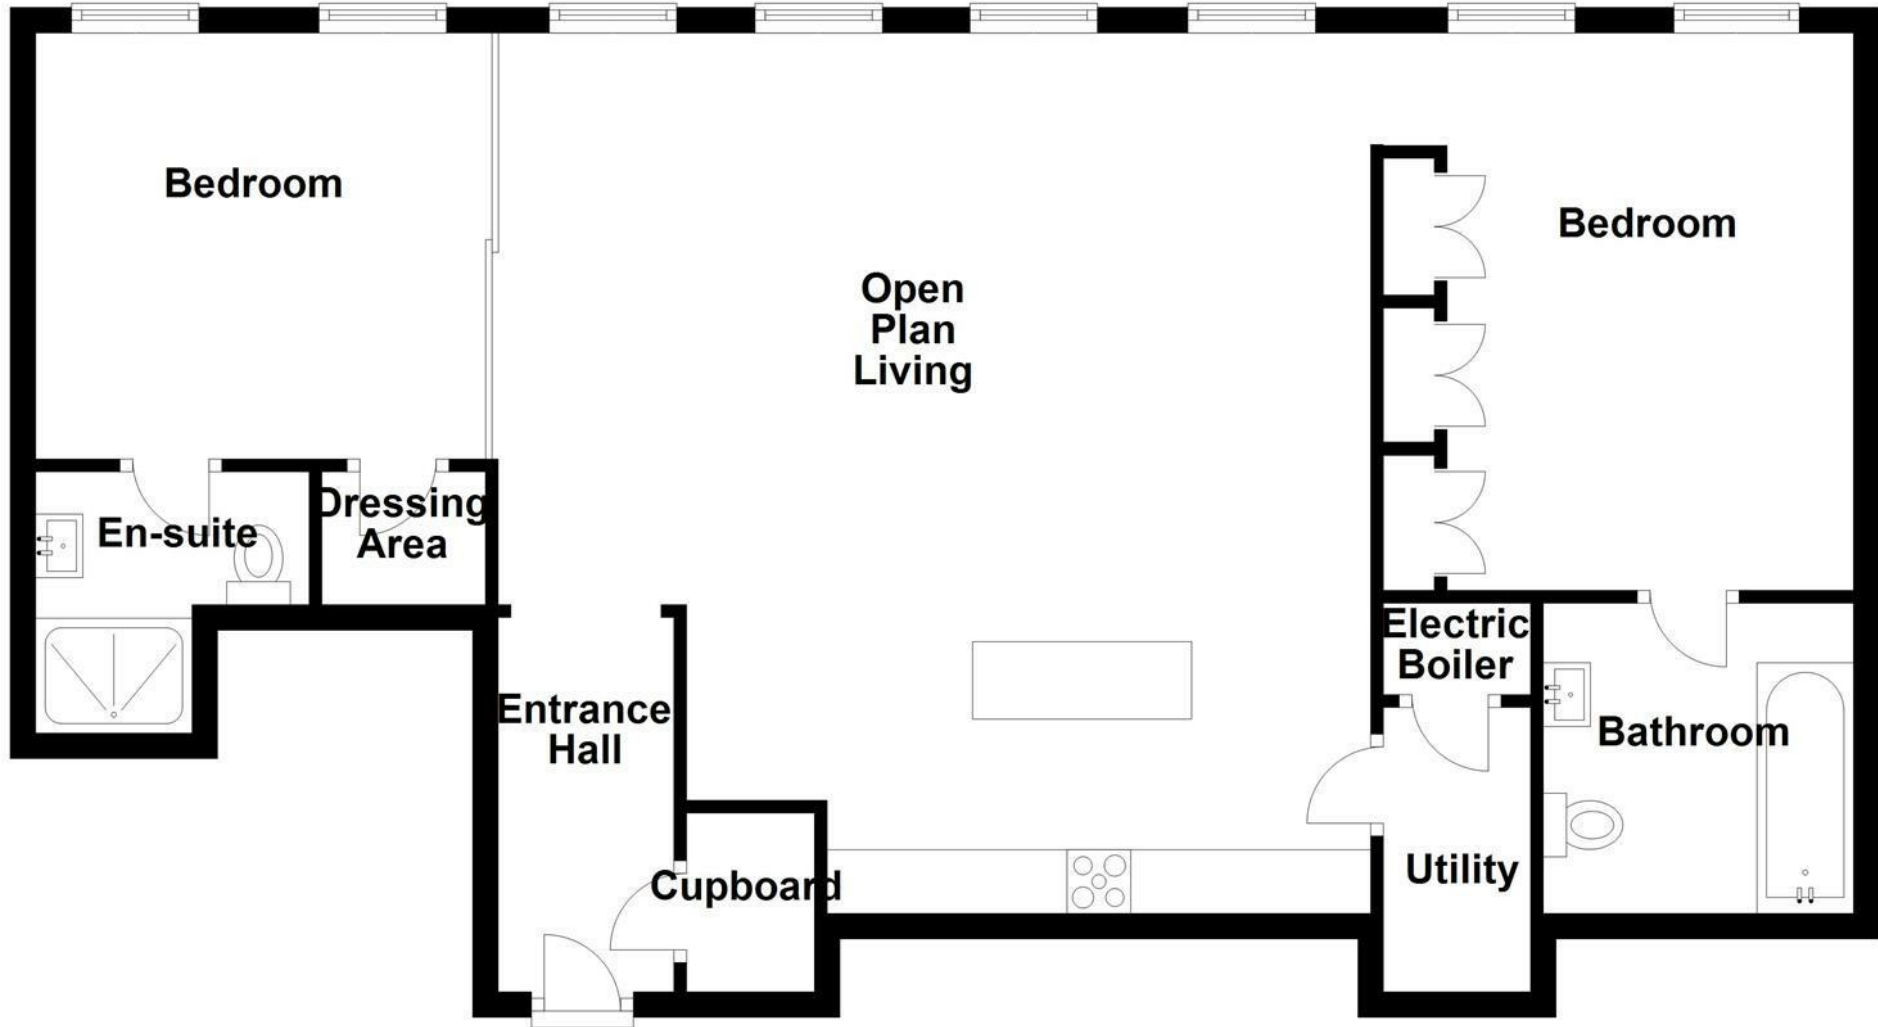 Bedroom
Bedroom
Open
Plan
Living
Dressing
Area
En-suite
Electric
Boiler
Entrance
Hall
Bathroom
Utility
Cupboard